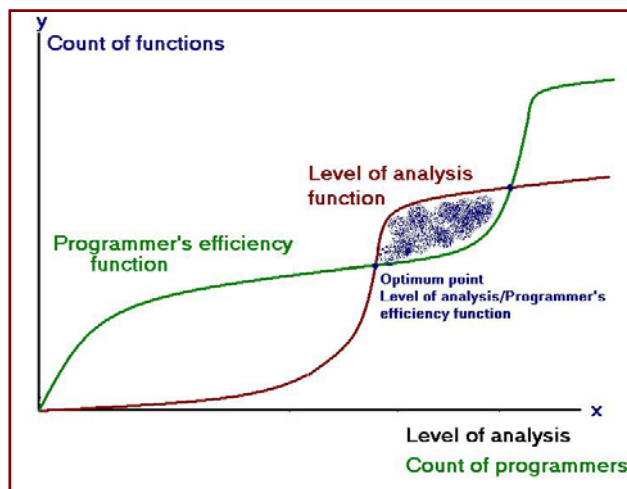 y
Count of functions
Level of analysis
function
Programmer's efficiency
function
Optimum point
Level of analysis/Programmer's
efficiency function
x
Level of analysis
Count of programmers